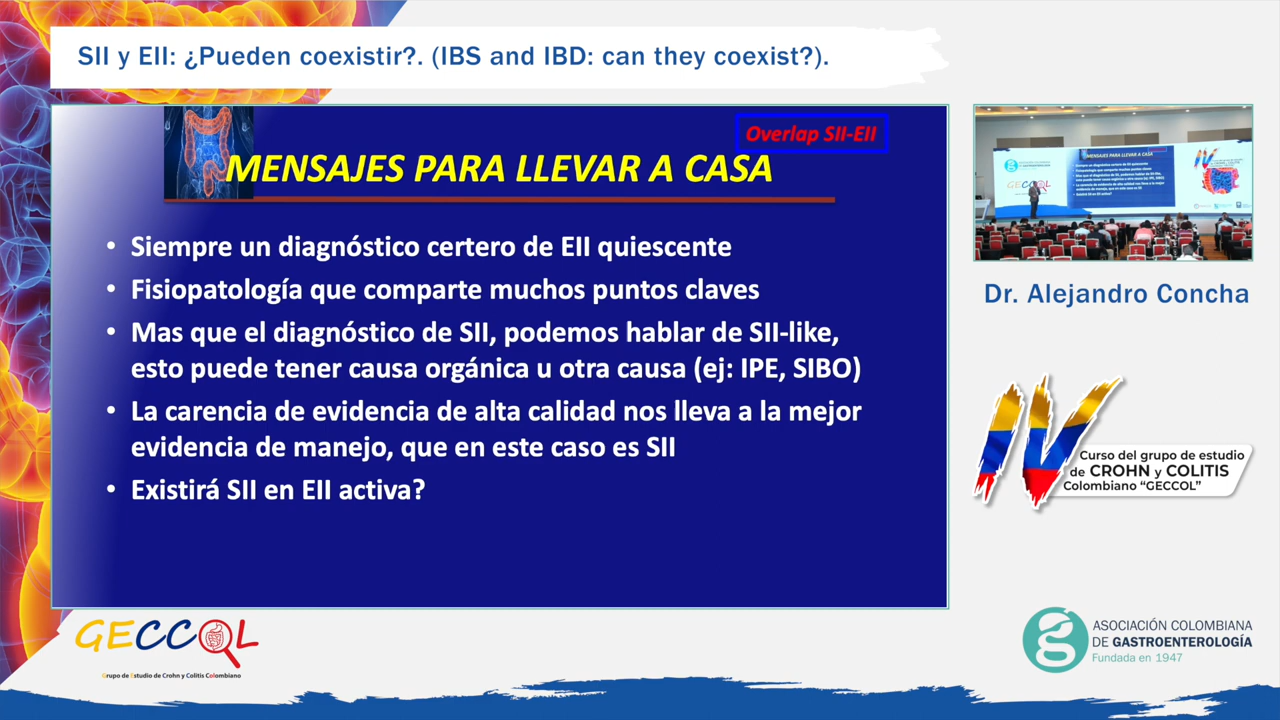 SII y EII: ¿Pueden coexistir?. (IBS and IBD: can they coexist?).
Overlap SII-EII
MENSAJES PARA LLEVAR A CASA
• Siempre un diagnóstico certero de EII quiescente
• Fisiopatología que comparte muchos puntos claves
• Mas que el diagnóstico de SII, podemos hablar de SII-like,
esto puede tener causa orgánica u otra causa (ej: IPE, SIBO)
• La carencia de evidencia de alta calidad nos lleva a la mejor
evidencia de manejo, que en este caso es SII
• Existirá SII en EII activa?
MENSAJES PARA LLEVAR A CASA
GECCOL
Dr. Alejandro Concha
IV
Curso del grupo de estudio
de CROHN y COLITIS
Colombiano “GECCOL”
GECCOL
Grupo de Estudio de Crohn y Colitis Colombiano
ASOCIACIÓN COLOMBIANA
DE GASTROENTEROLOGÍA
Fundada en 1947